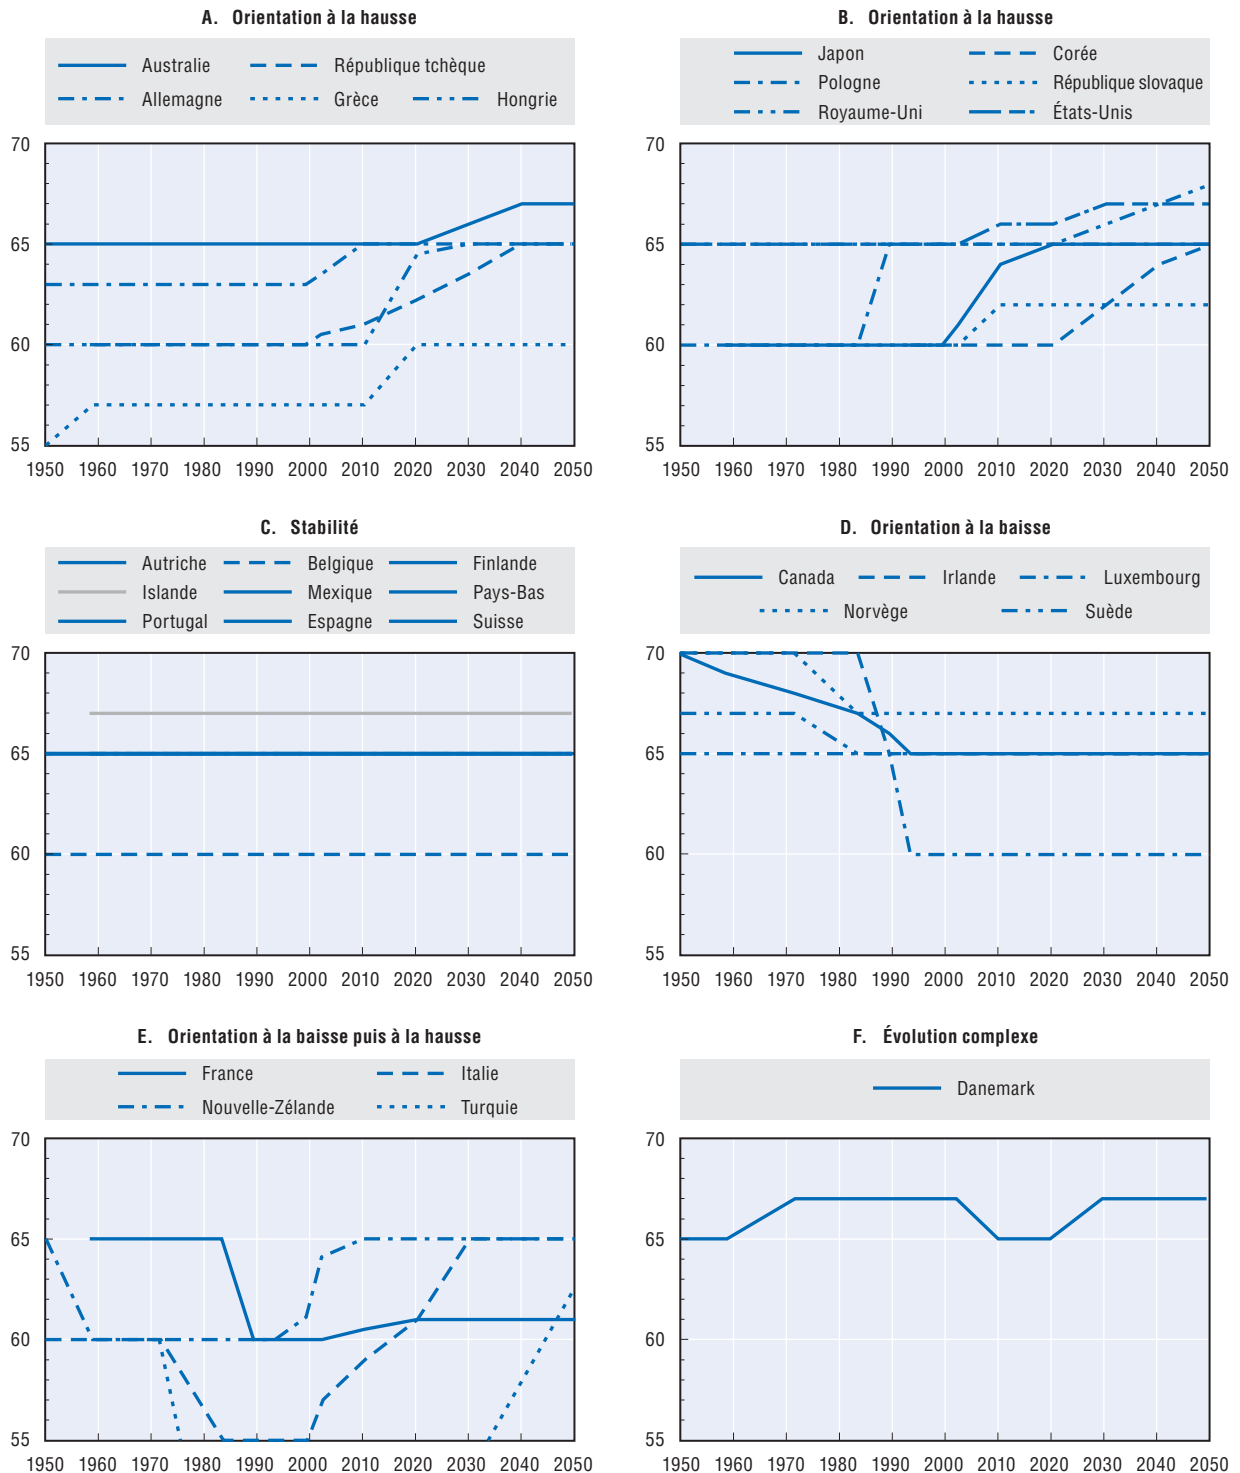 A. Orientation à la hausse
Australie République tchèque
Allemagne Grèce Hongrie
70
65
60
55
1950 1960 1970 1980 1990 2000 2010 2020 2030 2040 2050
B. Orientation à la hausse
Japon Corée
Pologne République slovaque
Royaume-Uni États-Unis
70
65
60
55
1950 1960 1970 1980 1990 2000 2010 2020 2030 2040 2050
C. Stabilité
Autriche Belgique Finlande
Islande Mexique Pays-Bas
Portugal Espagne Suisse
70
65
60
55
1950 1960 1970 1980 1990 2000 2010 2020 2030 2040 2050
D. Orientation à la baisse
Canada Irlande Luxembourg
Norvège Suède
70
65
60
55
1950 1960 1970 1980 1990 2000 2010 2020 2030 2040 2050
E. Orientation à la baisse puis à la hausse
France Italie
Nouvelle-Zélande Turquie
70
65
60
55
1950 1960 1970 1980 1990 2000 2010 2020 2030 2040 2050
F. Évolution complexe
Danemark
70
65
60
55
1950 1960 1970 1980 1990 2000 2010 2020 2030 2040 2050